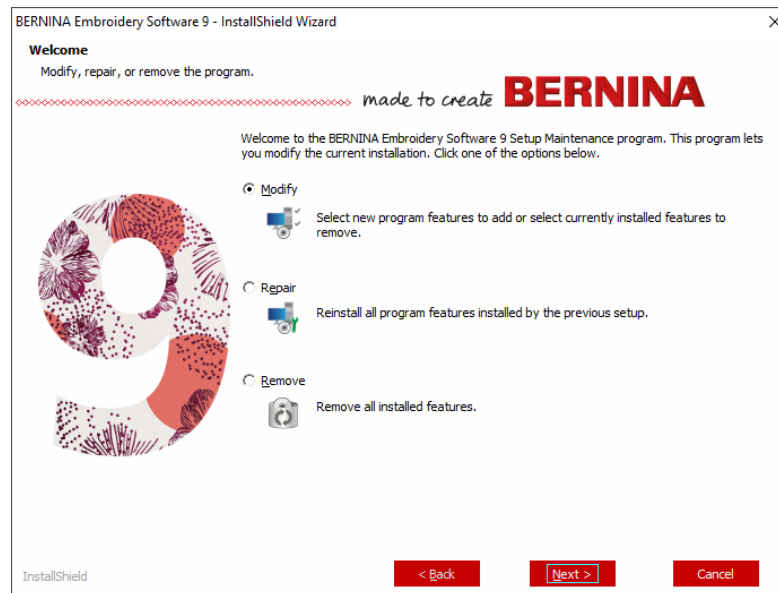 BERNINA Embroidery Software 9 - InstallShield Wizard
Welcome
Modify, repair, or remove the program.
made to create BERNINA
Welcome to the BERNINA Embroidery Software 9 Setup Maintenance program. This program lets
you modify the current installation. Click one of the options below.
Modify
Select new program features to add or select currently installed features to
remove.
Repair
Reinstall all program features installed by the previous setup.
Remove
Remove all installed features.
9
InstallShield
< Back
Next >
Cancel